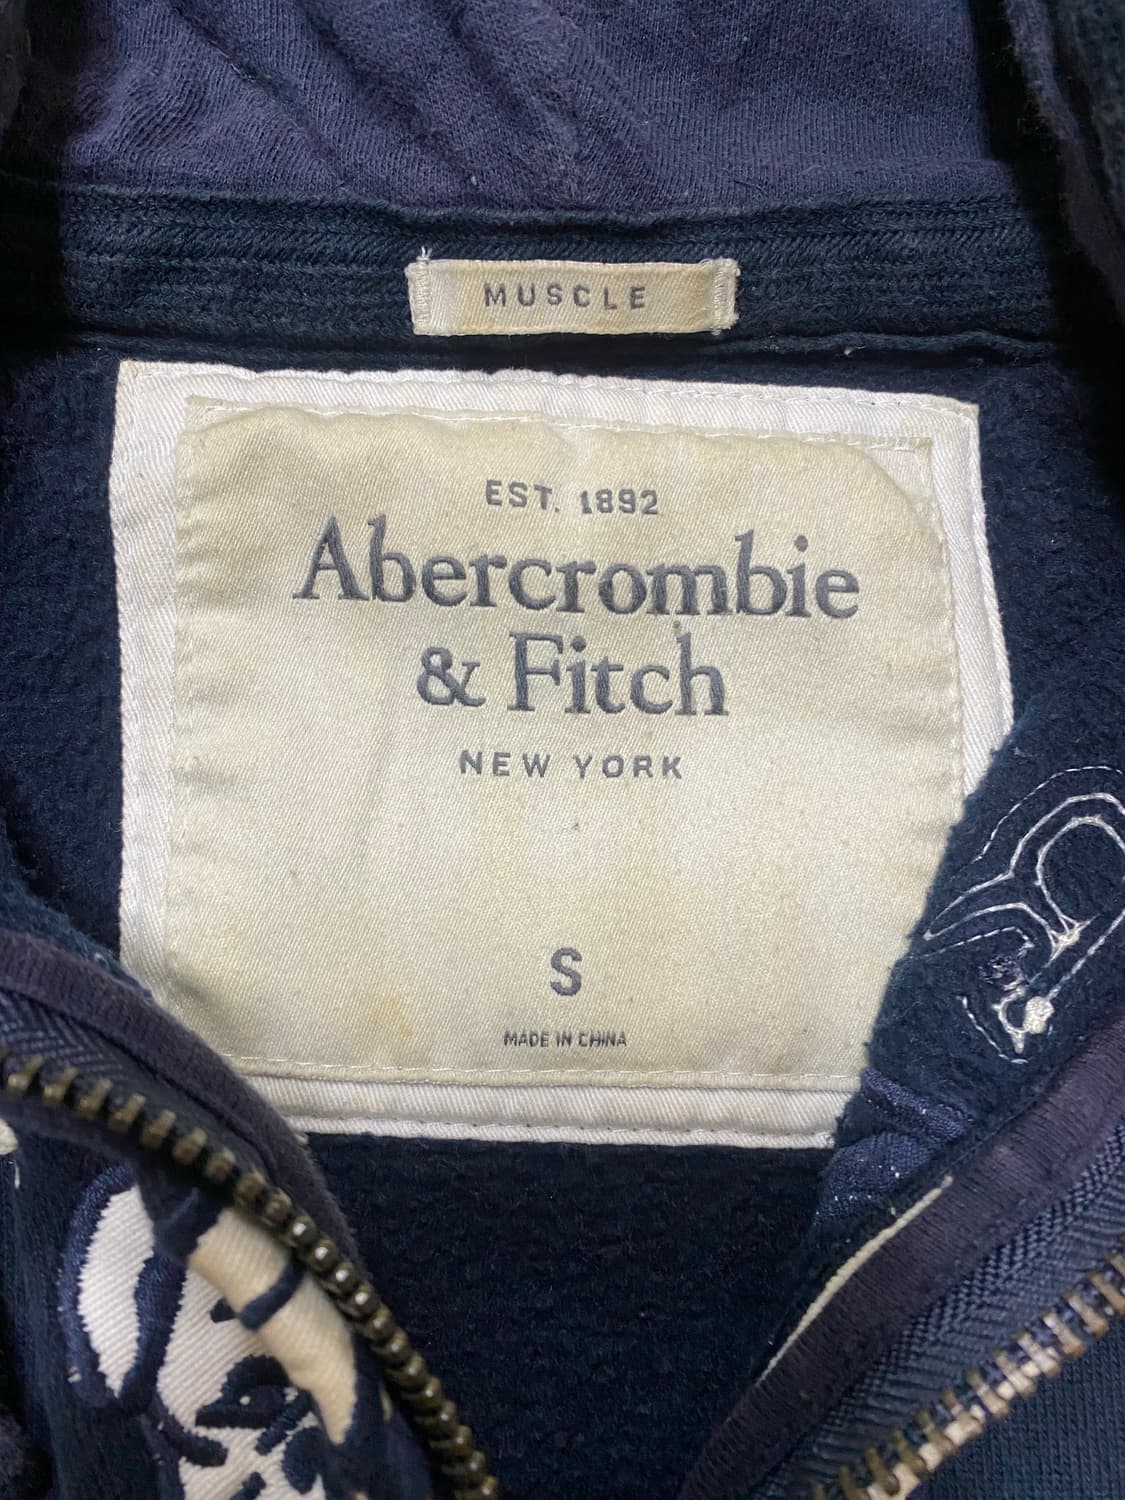 MUSCLE
EST. 1892
Abercrombie
& Fitch
NEW YORK
S
MADE IN CHINA